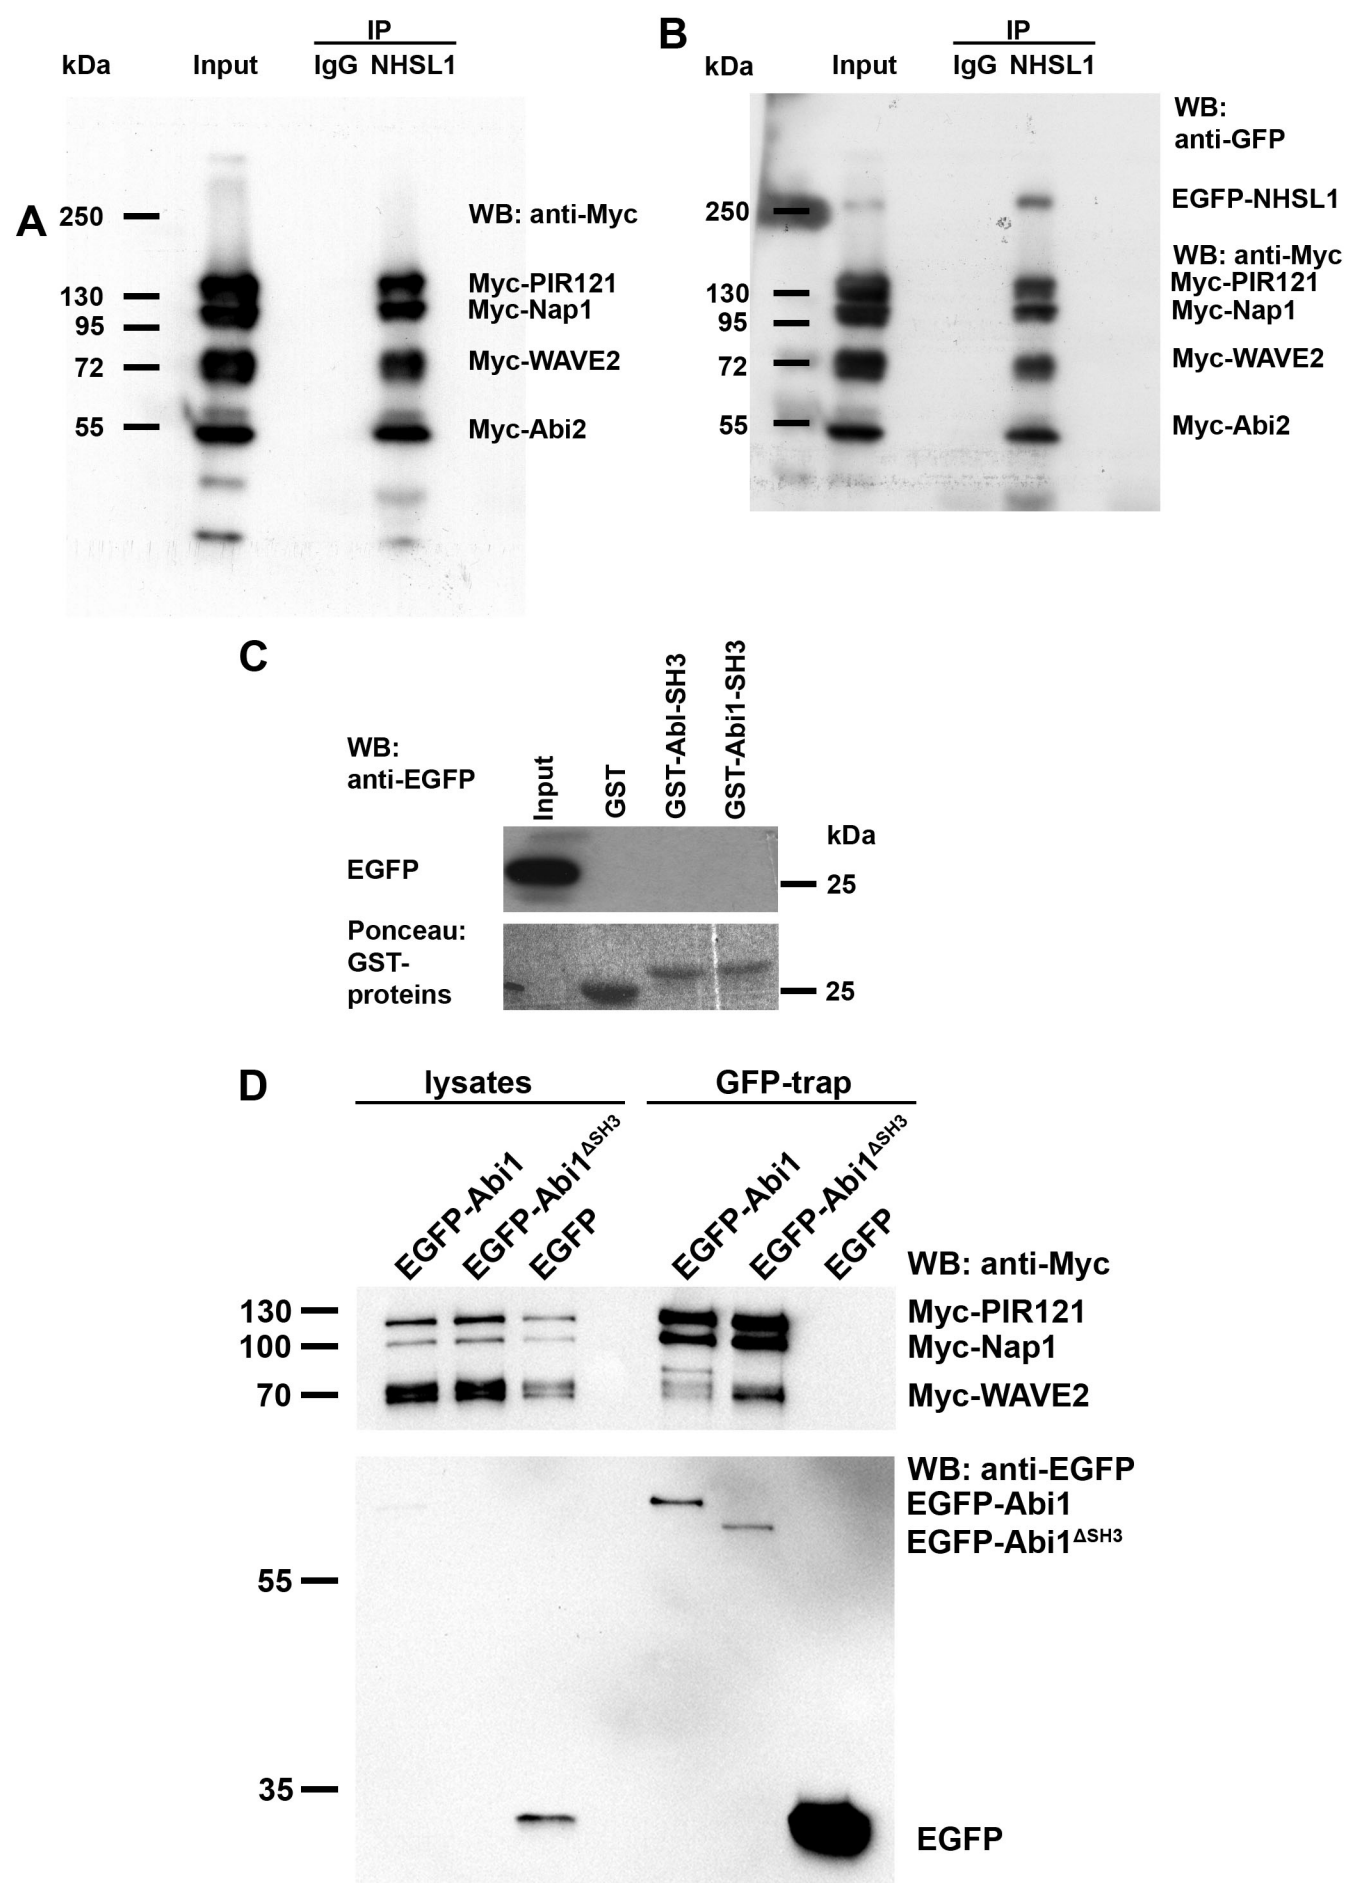 A
kDa
Input
IP
IgG NHSL1
250
130
95
72
55
WB: anti-Myc
Myc-PIR121
Myc-Nap1
Myc-WAVE2
Myc-Abi2
B
kDa
Input
IP
IgG NHSL1
250
130
95
72
55
WB:
anti-GFP
EGFP-NHSL1
WB: anti-Myc
Myc-PIR121
Myc-Nap1
Myc-WAVE2
Myc-Abi2
C
WB:
anti-EGFP
Input
GST
GST-Abl-SH3
GST-Abi1-SH3
kDa
EGFP
25
Ponceau:
GST-
proteins
25
D
lysates
GFP-trap
EGFP-Abi1
EGFP-Abi1ΔSH3
EGFP
EGFP-Abi1
EGFP-Abi1ΔSH3
EGFP
WB: anti-Myc
130
Myc-PIR121
100
Myc-Nap1
70
Myc-WAVE2
WB: anti-EGFP
EGFP-Abi1
EGFP-Abi1ΔSH3
55
35
EGFP